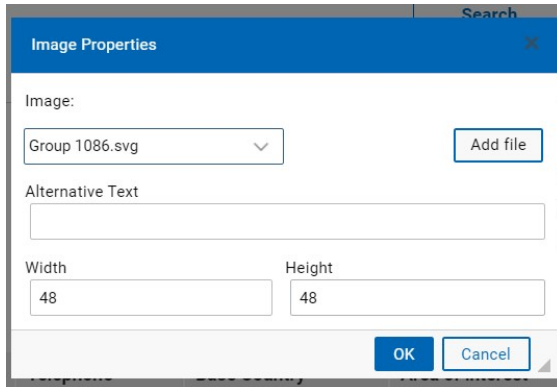 Search
Image Properties
Image:
Group 1086.svg
Add file
Alternative Text
Width
Height
48
48
OK
Cancel
Telephone
Base Country
Area of Interest